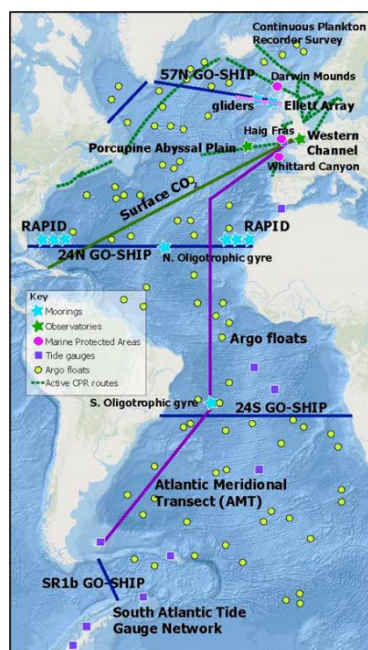 Continuous Plankton
Recorder Survey
57N GO-SHIP
Darwin Mounds
gliders
Ellett Array
Haig Fras
Western
Channel
Porcupine Abyssal Plain
Whittard Canyon
Surface CO2
RAPID
RAPID
24N GO-SHIP
N. Oligotrophic gyre
Key
Moorings
Observatories
Marine Protected Areas
Tide gauges
Argo floats
Active CPR routes
Argo floats
S. Oligotrophic gyre
24S GO-SHIP
Atlantic Meridional
Transect (AMT)
SR1b GO-SHIP
South Atlantic Tide
Gauge Network